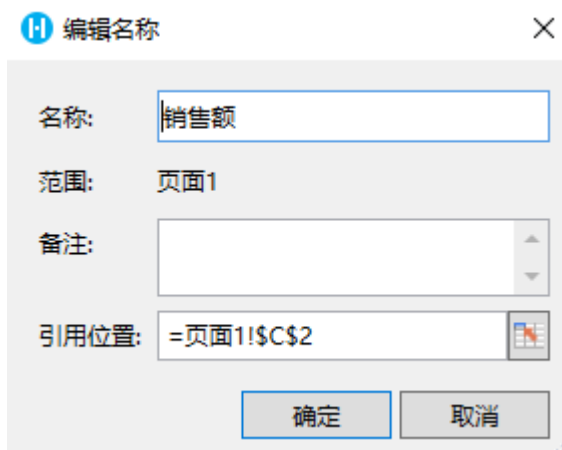 编辑名称
名称: 销售额
范围: 页面1
备注:
引用位置: =页面1!$C$2
确定 取消